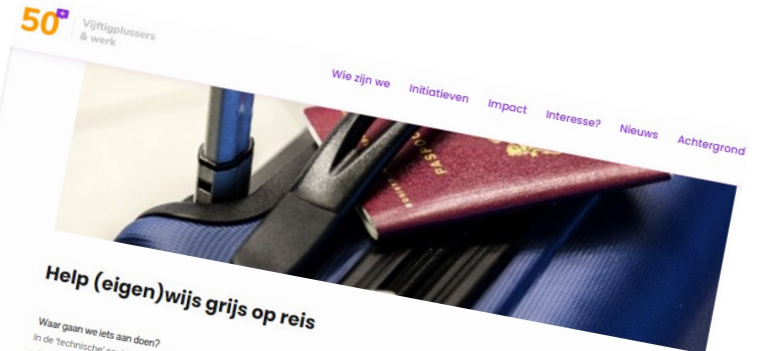 50+
Vijftigplussers
& werk
Wie zijn we
Initiatieven
Impact
Interesse?
Nieuws
Achtergrond
PASPO
Help (eigen)wijs grijs op reis
Waar gaan we iets aan doen?
In de 'technische'